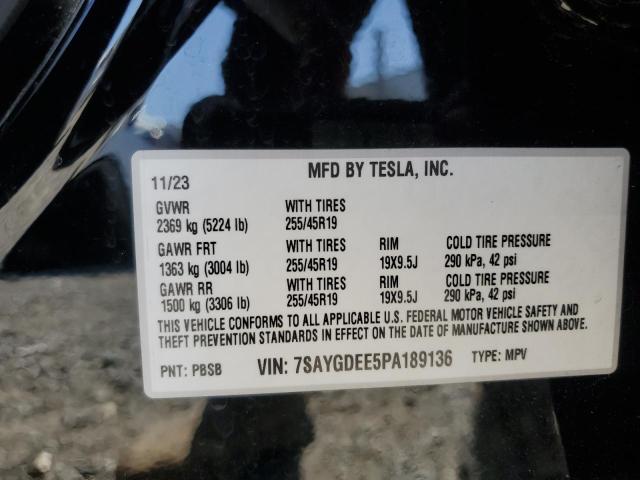 MFD BY TESLA, INC.
11/23
GVWR WITH TIRES
2369 kg (5224 lb) 255/45R19
GAWR FRT WITH TIRES RIM COLD TIRE PRESSURE
1363 kg (3004 lb) 255/45R19 19X9.5J 290 kPa, 42 psi
GAWR RR WITH TIRES RIM COLD TIRE PRESSURE
1500 kg (3306 lb) 255/45R19 19X9.5J 290 kPa, 42 psi
THIS VEHICLE CONFORMS TO ALL APPLICABLE U.S. FEDERAL MOTOR VEHICLE SAFETY AND
THEFT PREVENTION STANDARDS IN EFFECT ON THE DATE OF MANUFACTURE SHOWN ABOVE.
PNT: PBSB VIN: 7SAYGDEE5PA189136 TYPE: MPV